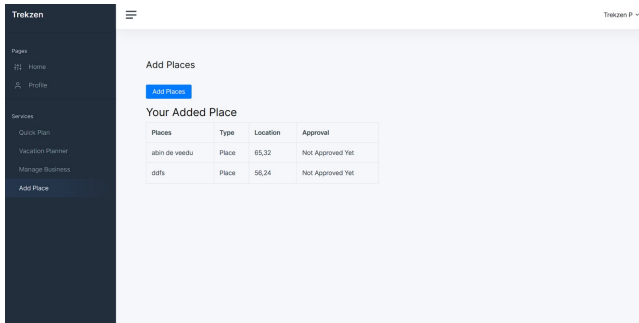 Trekzen
Trekzen P
Pages
Home
Profile
Services
Quick Plan
Vacation Planner
Manage Business
Add Place
Add Places
Add Places
Your Added Place
Places Type Location Approval
abin de veedu Place 65,32 Not Approved Yet
ddfs Place 56,24 Not Approved Yet